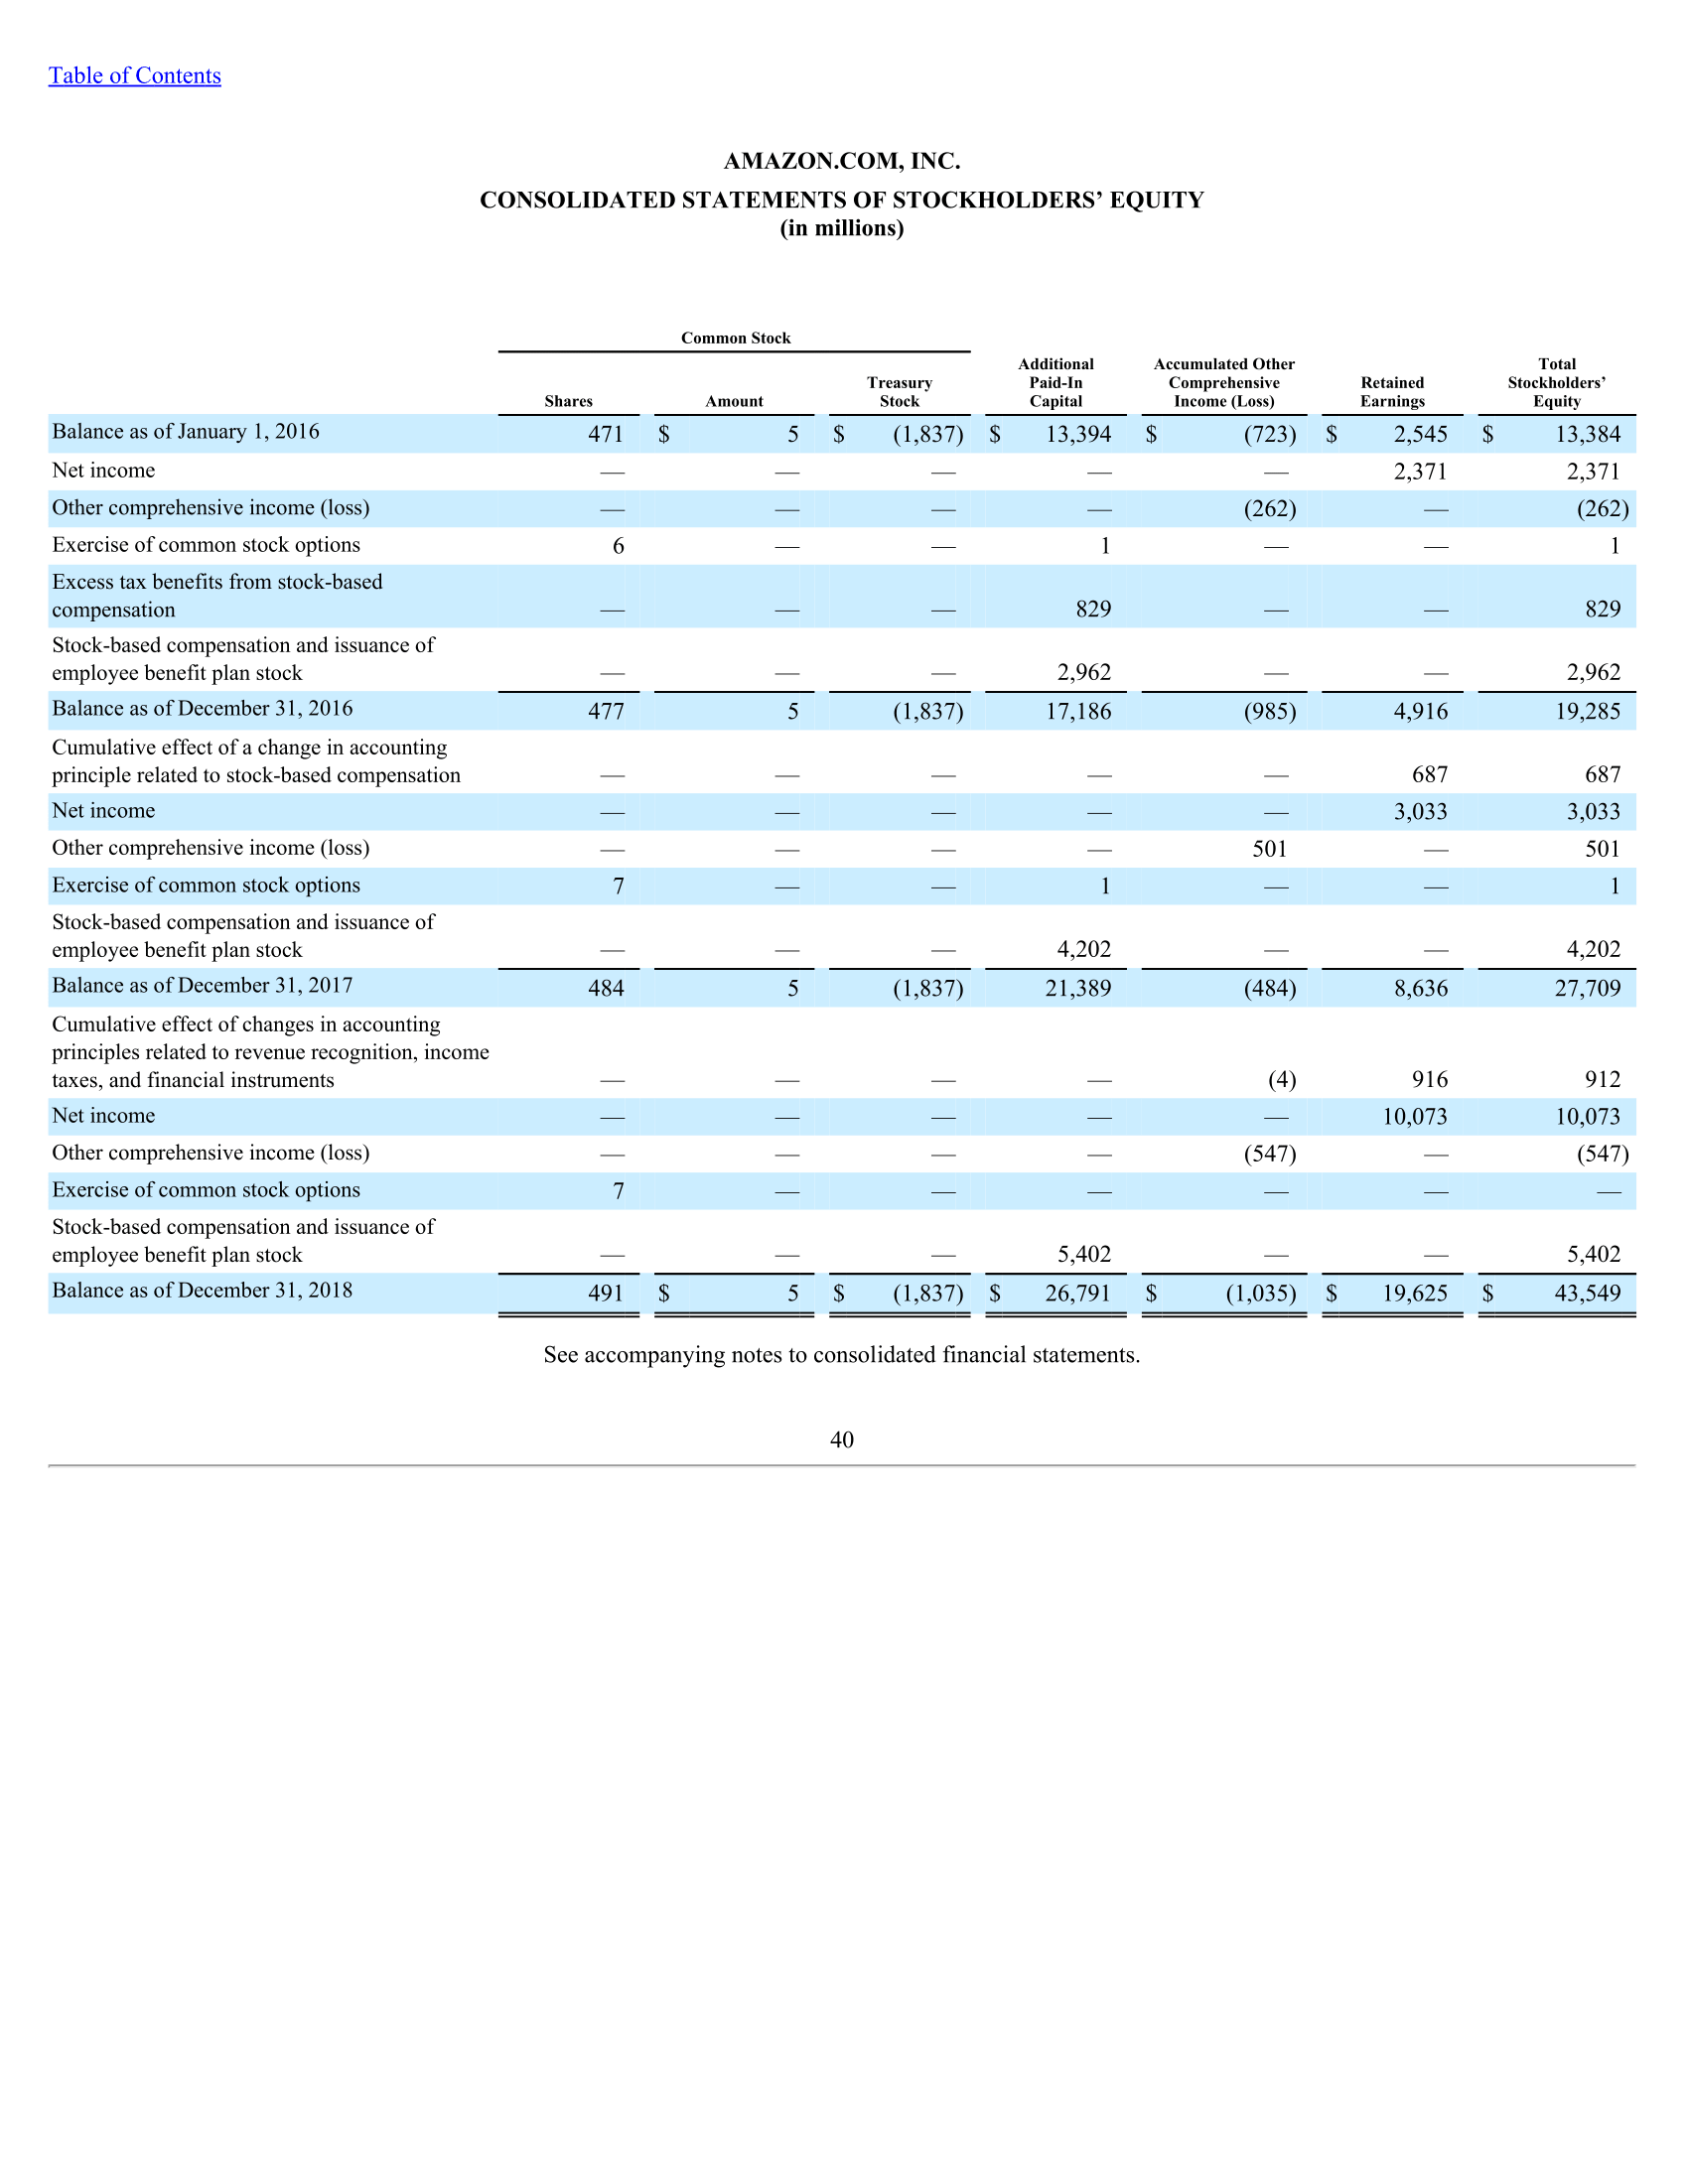 Table of Contents
AMAZON.COM, INC.
CONSOLIDATED STATEMENTS OF STOCKHOLDERS’ EQUITY
(in millions)
Common Stock
Shares Amount Treasury Stock Additional Paid-In Capital Accumulated Other Comprehensive Income (Loss) Retained Earnings Total Stockholders’ Equity
Balance as of January 1, 2016 471 $ 5 $ (1,837) $ 13,394 $ (723) $ 2,545 $ 13,384
Net income — — — — — 2,371 2,371
Other comprehensive income (loss) — — — — (262) — (262)
Exercise of common stock options 6 — — 1 — — 1
Excess tax benefits from stock-based
compensation — — — 829 — — 829
Stock-based compensation and issuance of
employee benefit plan stock — — — 2,962 — — 2,962
Balance as of December 31, 2016 477 5 (1,837) 17,186 (985) 4,916 19,285
Cumulative effect of a change in accounting
principle related to stock-based compensation — — — — — 687 687
Net income — — — — — 3,033 3,033
Other comprehensive income (loss) — — — — 501 — 501
Exercise of common stock options 7 — — 1 — — 1
Stock-based compensation and issuance of
employee benefit plan stock — — — 4,202 — — 4,202
Balance as of December 31, 2017 484 5 (1,837) 21,389 (484) 8,636 27,709
Cumulative effect of changes in accounting
principles related to revenue recognition, income
taxes, and financial instruments — — — — (4) 916 912
Net income — — — — — 10,073 10,073
Other comprehensive income (loss) — — — — (547) — (547)
Exercise of common stock options 7 — — — — — —
Stock-based compensation and issuance of
employee benefit plan stock — — — 5,402 — — 5,402
Balance as of December 31, 2018 491 $ 5 $ (1,837) $ 26,791 $ (1,035) $ 19,625 $ 43,549
See accompanying notes to consolidated financial statements.
40